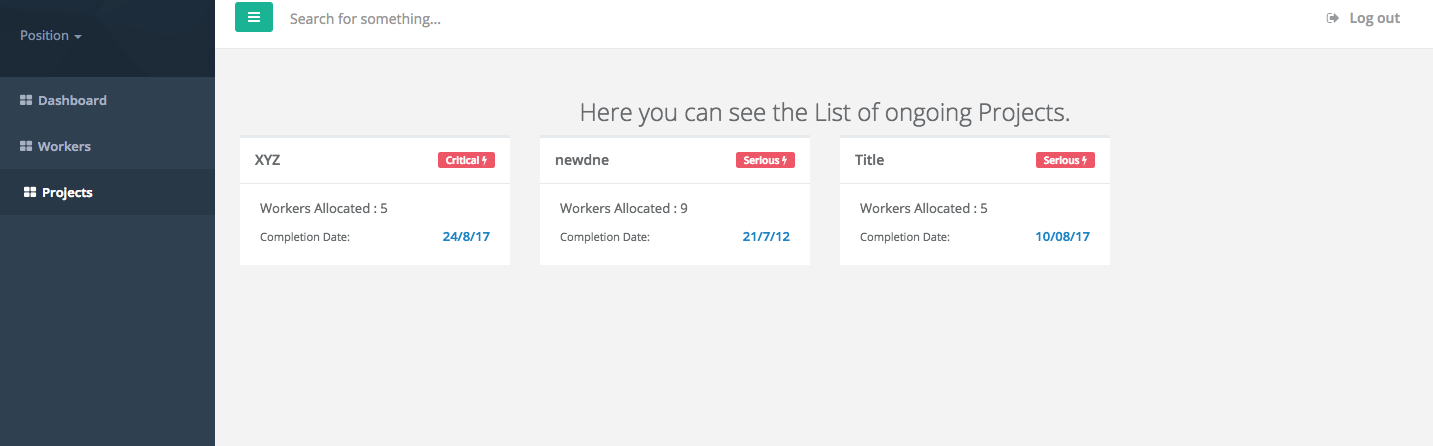 Position
Search for something...
Log out
Dashboard
Workers
Projects
Here you can see the List of ongoing Projects.
XYZ Critical
Workers Allocated : 5
Completion Date: 24/8/17
newdne Serious
Workers Allocated : 9
Completion Date: 21/7/12
Title Serious
Workers Allocated : 5
Completion Date: 10/08/17